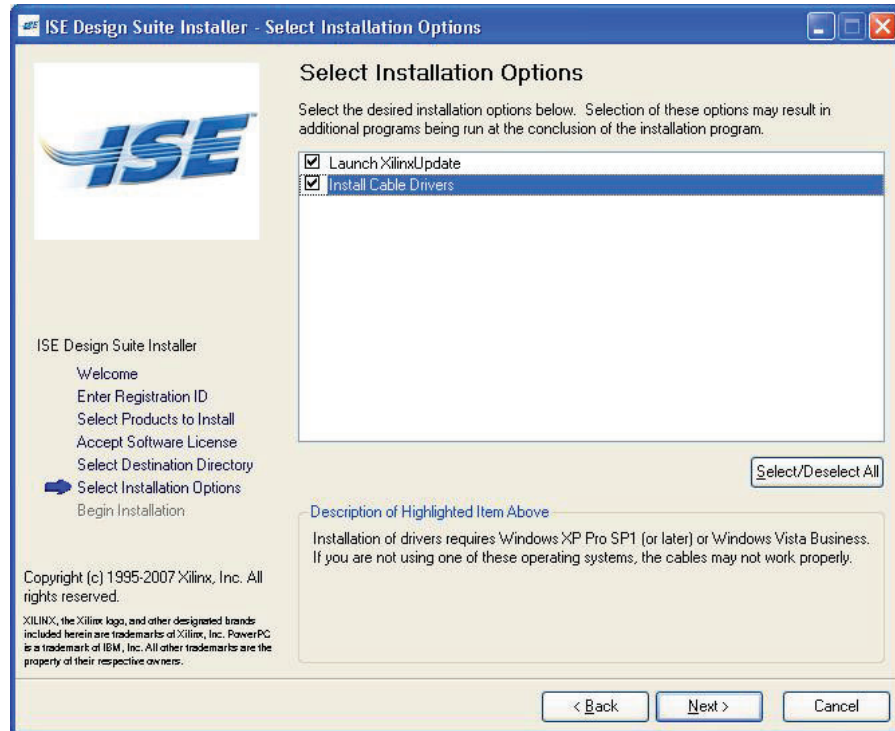 ISE Design Suite Installer - Select Installation Options
ISE
Select Installation Options
Select the desired installation options below. Selection of these options may result in
additional programs being run at the conclusion of the installation program.
Launch XilinxUpdate
Install Cable Drivers
Select/Deselect All
Description of Highlighted Item Above
Installation of drivers requires Windows XP Pro SP1 (or later) or Windows Vista Business.
If you are not using one of these operating systems, the cables may not work properly.
ISE Design Suite Installer
Welcome
Enter Registration ID
Select Products to Install
Accept Software License
Select Destination Directory
Select Installation Options
Begin Installation
Copyright (c) 1995-2007 Xilinx, Inc. All
rights reserved.
XILINX, the Xilinx logo, and other designated brands
included herein are trademarks of Xilinx, Inc. PowerPC
is a trademark of IBM, Inc. All other trademarks are the
property of their respective owners.
< Back
Next >
Cancel